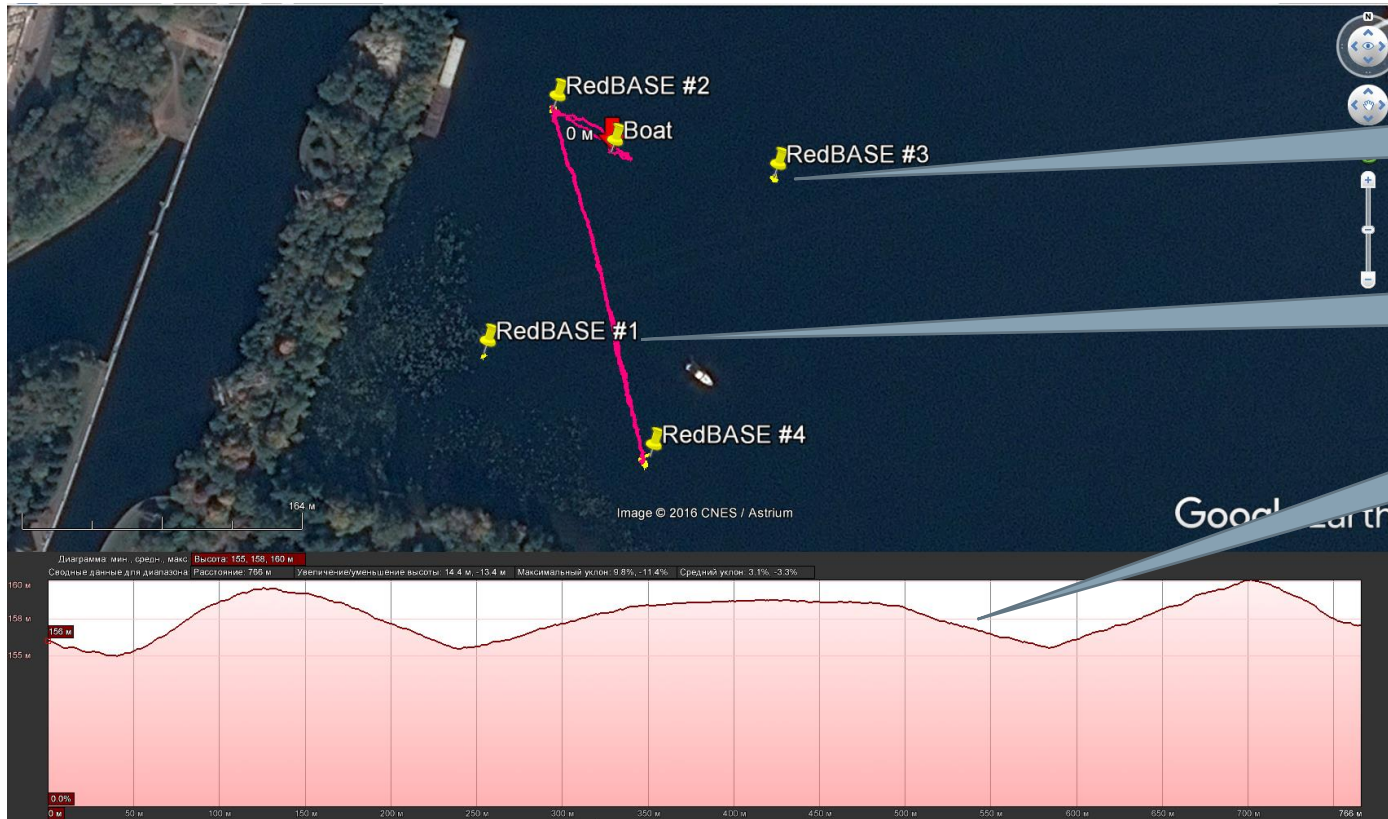 N
RedBASE #2
0 м
Boat
RedBASE #3
RedBASE #1
RedBASE #4
164 м
Image © 2016 CNES / Astrium
Google Earth
Диаграмма: мин., средн., макс Высота: 155, 158, 160 м
Сводные данные для диапазона: Расстояние: 766 м Увеличение/уменьшение высоты: 14.4 м, -13.4 м Максимальный уклон: 9.8%, -11.4% Средний уклон: 3.1%, -3.3%
160 м
158 м
156 м
155 м
0.0%
0 м 50 м 100 м 150 м 200 м 250 м 300 м 350 м 400 м 450 м 500 м 550 м 600 м 650 м 700 м 766 м